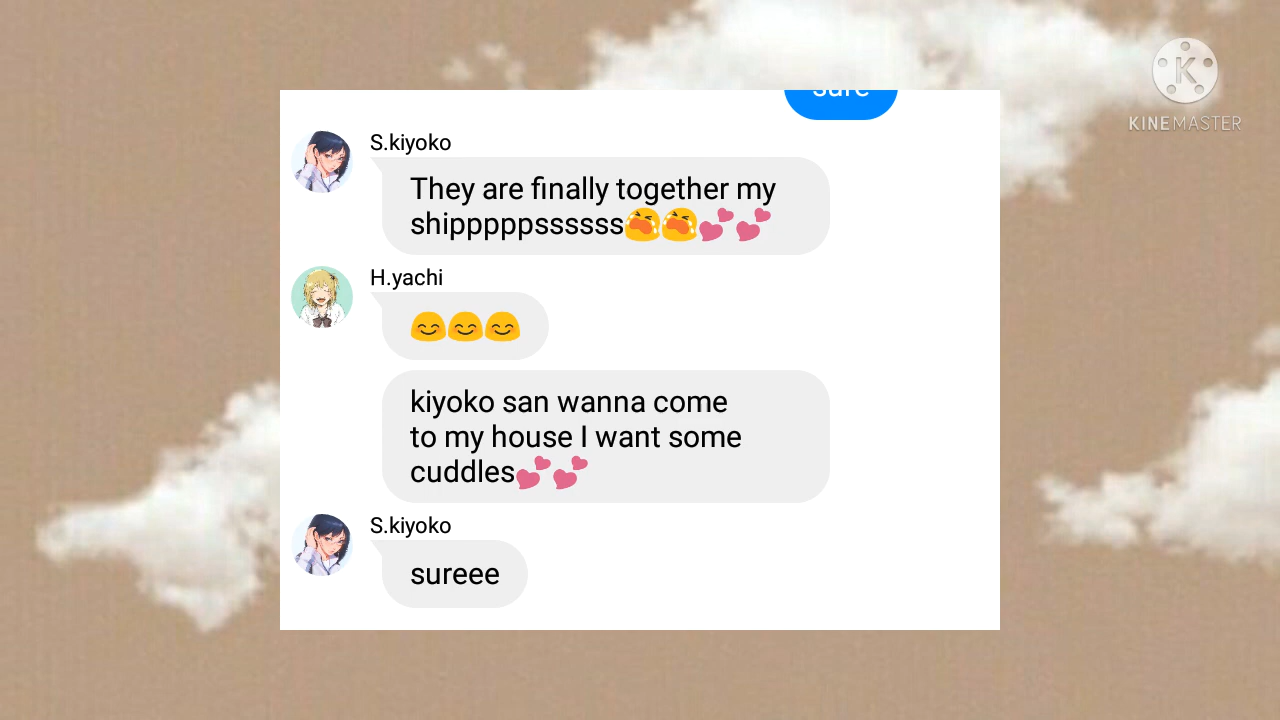 sure
KINEMASTER
S.kiyoko
They are finally together my
shipppppssssss😭😭💕💕
H.yachi
😊😊😊
kiyoko san wanna come
to my house I want some
cuddles💕💕
S.kiyoko
sureee